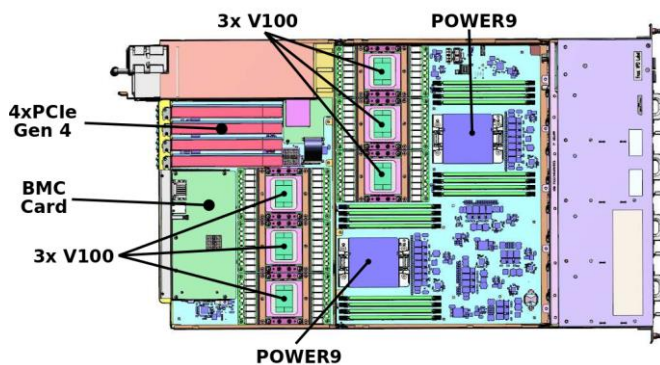 3x V100
POWER9
4xPCIe
Gen 4
BMC
Card
3x V100
POWER9